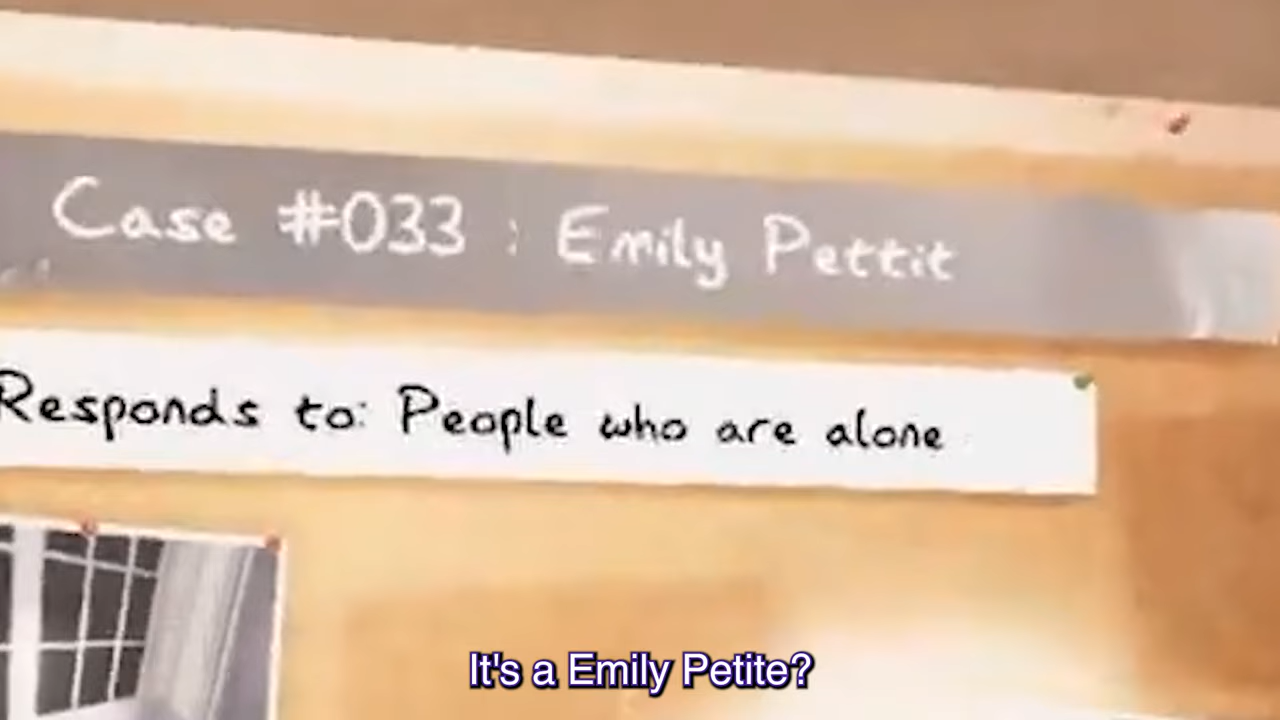 Case #033 : Emily Pettit
Responds to: People who are alone
It's a Emily Petite?